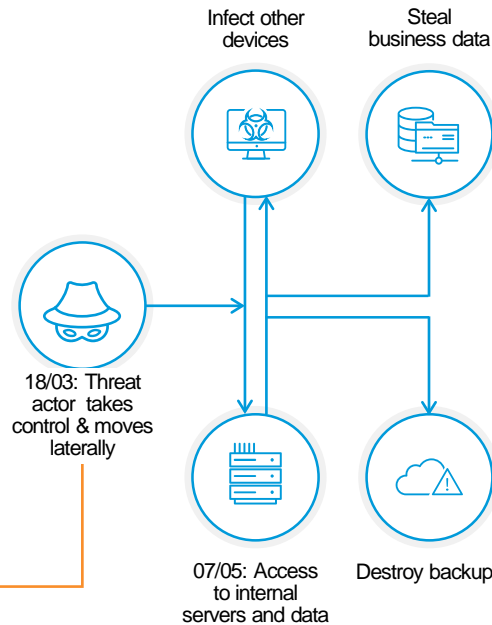 Infect other
devices
Steal
business data
18/03: Threat
actor takes
control & moves
laterally
07/05: Access
to internal
servers and data
Destroy backup